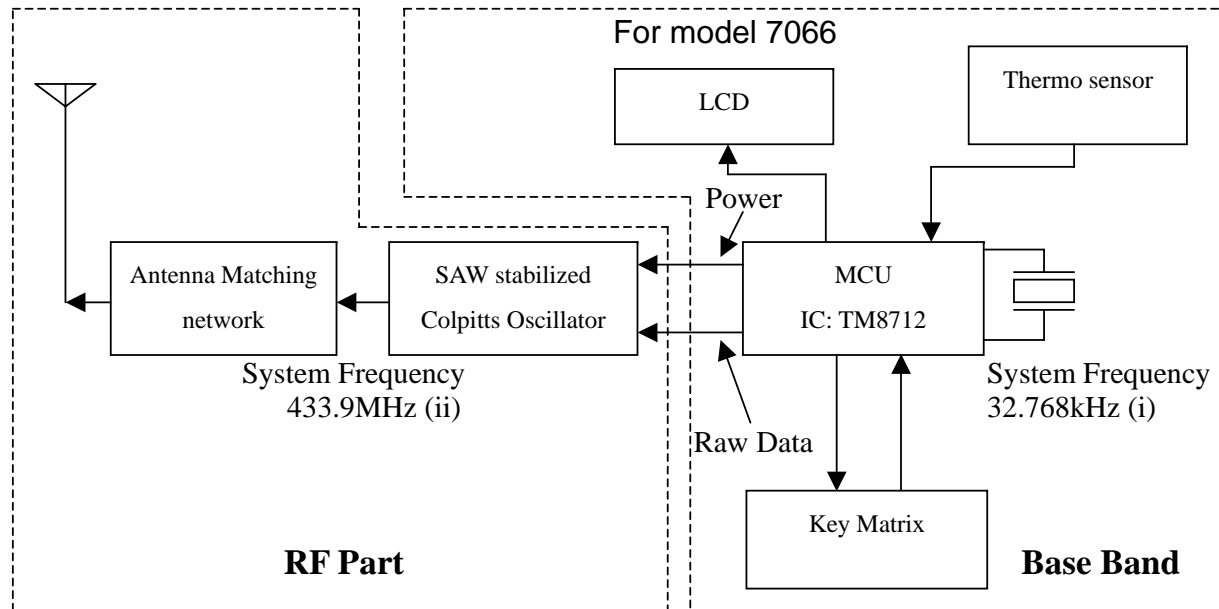 For model 7066
LCD
Thermo sensor
Power
Antenna Matching
network
SAW stabilized
Colpitts Oscillator
MCU
IC: TM8712
System Frequency
433.9MHz (ii)
System Frequency
32.768kHz (i)
Raw Data
Key Matrix
RF Part
Base Band